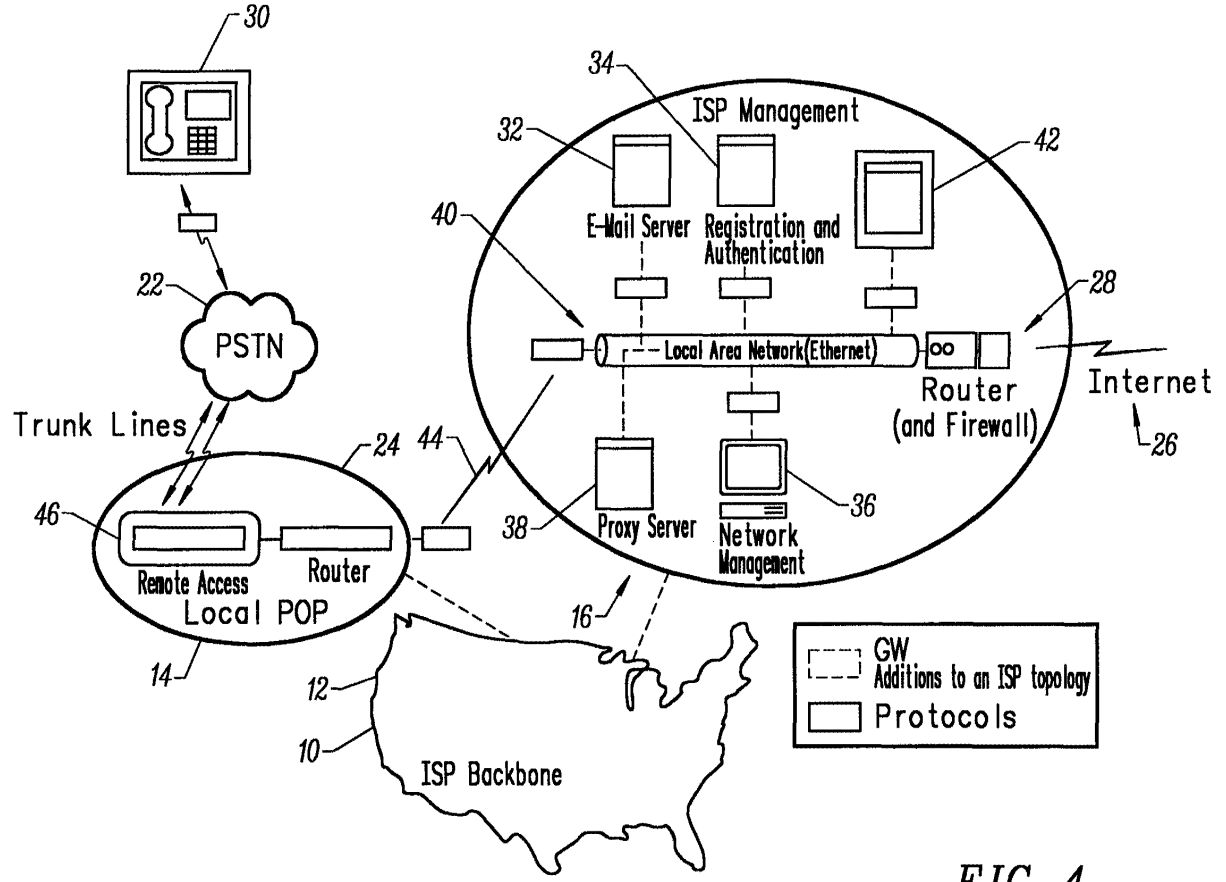 30
34
ISP Management
32
42
40
E-Mail Server
Registration and
Authentication
22
28
PSTN
Local Area Network(Ethernet)
Internet
Router
(and Firewall)
Trunk Lines
24
44
26
46
38
36
Proxy Server
Network
Management
Remote Access
Router
Local POP
16
14
12
10
ISP Backbone
GW
Additions to an ISP topology
Protocols
FIG. 4